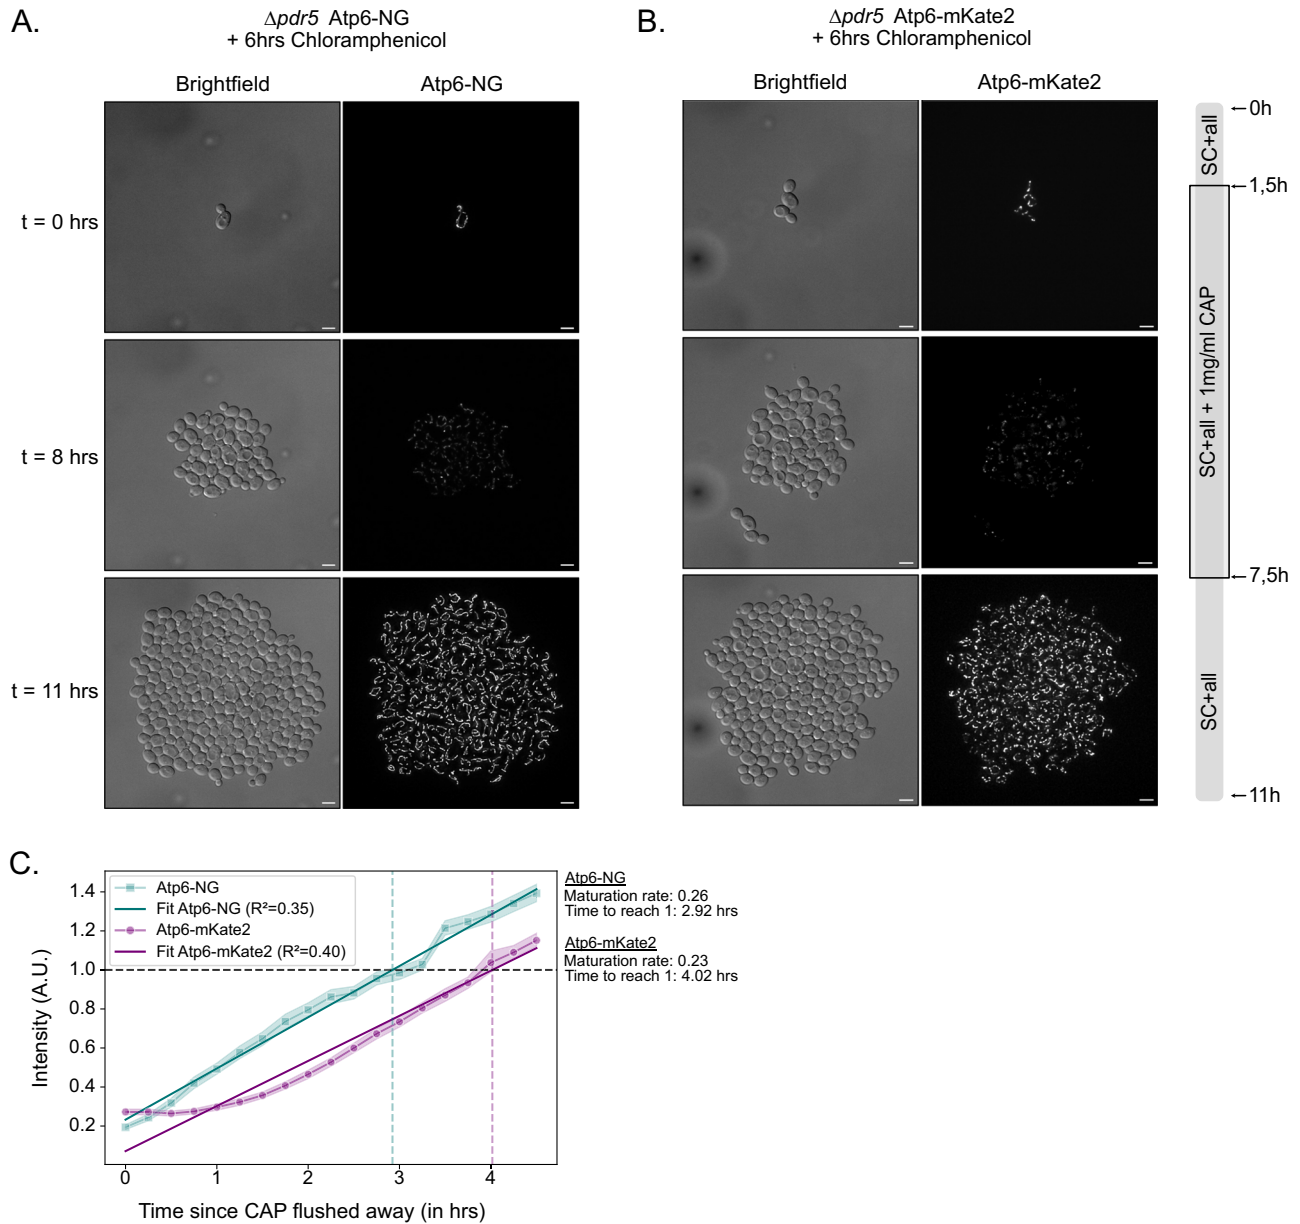 A.
Δpdr5 Atp6-NG
+ 6hrs Chloramphenicol
Brightfield
Atp6-NG
t = 0 hrs
t = 8 hrs
t = 11 hrs
B.
Δpdr5 Atp6-mKate2
+ 6hrs Chloramphenicol
Brightfield
Atp6-mKate2
SC+all
SC+all + 1mg/ml CAP
SC+all
←0h
←1,5h
←7,5h
←11h
C.
Atp6-NG
Fit Atp6-NG (R²=0.35)
Atp6-mKate2
Fit Atp6-mKate2 (R²=0.40)
Intensity (A.U.)
1.4
1.2
1.0
0.8
0.6
0.4
0.2
0 1 2 3 4
Time since CAP flushed away (in hrs)
Atp6-NG
Maturation rate: 0.26
Time to reach 1: 2.92 hrs
Atp6-mKate2
Maturation rate: 0.23
Time to reach 1: 4.02 hrs